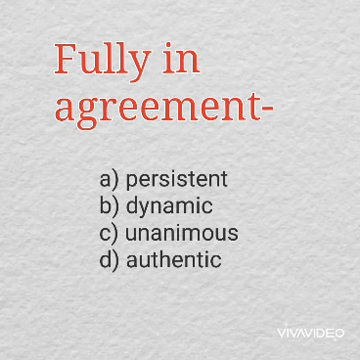 Fully in
agreement-
a) persistent
b) dynamic
c) unanimous
d) authentic
VIVAVIDEO